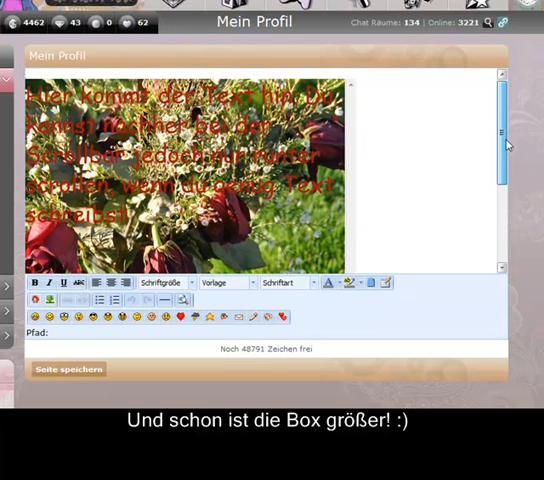 4462 43 0 62 Mein Profil Chat Räume: 134 | Online: 3221
Mein Profil
Hier kommt der Text hin. Du
kannst nachher bei der
Scrollbar jedoch nur runter
scrollen, wenn du genug Text
schreibst
B I U ABC Schriftgröße Vorlage Schriftart A
Pfad:
Noch 48791 Zeichen frei
Seite speichern
Und schon ist die Box größer! :)